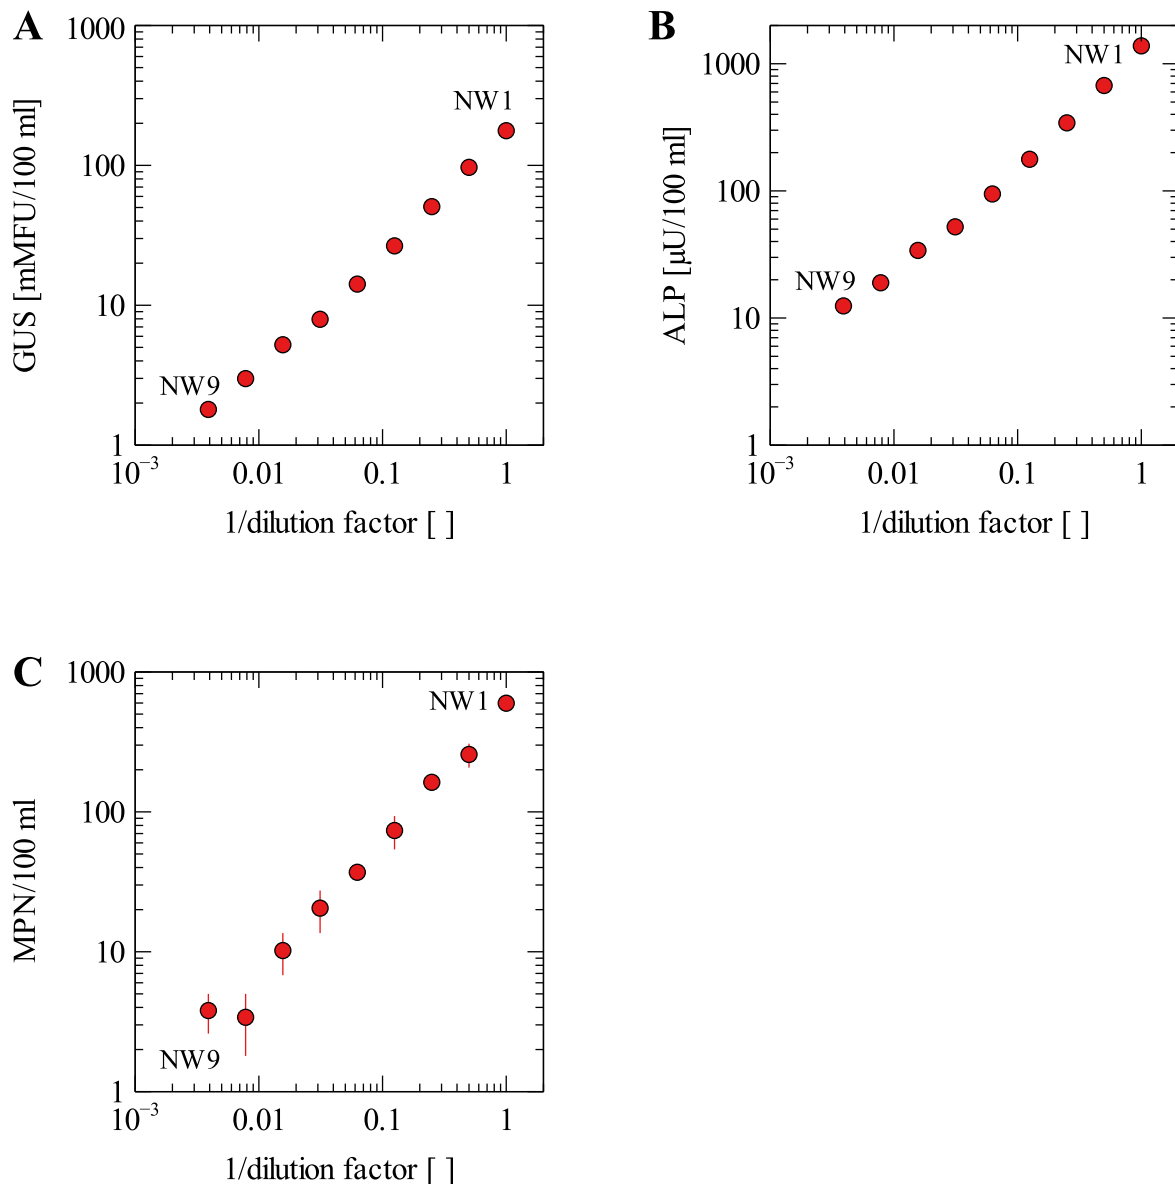 A
GUS [mMFU/100 ml]
1000
100
10
1
NW1
NW9
10⁻³
0.01
0.1
1
1/dilution factor [ ]
B
ALP [µU/100 ml]
1000
100
10
1
NW1
NW9
10⁻³
0.01
0.1
1
1/dilution factor [ ]
C
MPN/100 ml
1000
100
10
1
NW1
NW9
10⁻³
0.01
0.1
1
1/dilution factor [ ]